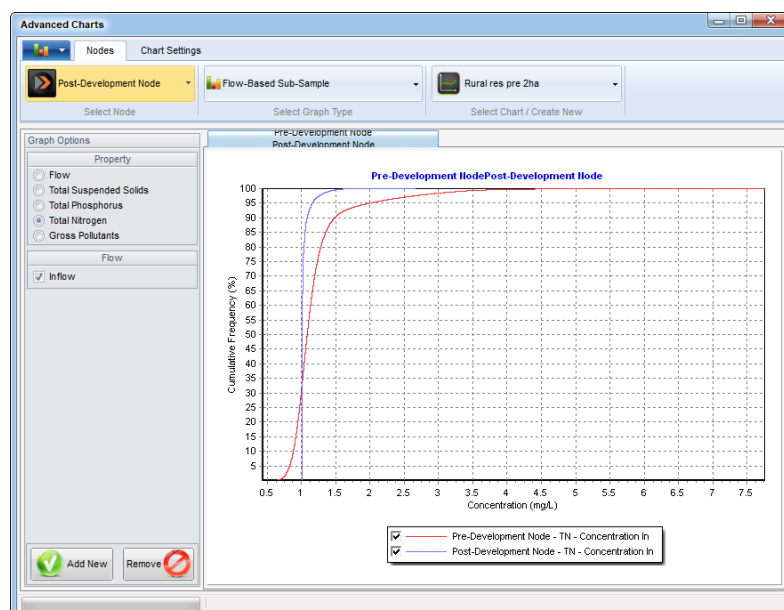 Advanced Charts
Nodes
Chart Settings
Post-Development Node
Flow-Based Sub-Sample
Rural res pre 2ha
Select Node
Select Graph Type
Select Chart / Create New
Graph Options
Property
Flow
Total Suspended Solids
Total Phosphorus
Total Nitrogen
Gross Pollutants
Flow
Inflow
Add New
Remove
Pre-Development Node
Post-Development Node
Pre-Development NodePost-Development Node
Cumulative Frequency (%)
100
95
90
85
80
75
70
65
60
55
50
45
40
35
30
25
20
15
10
5
0.5 1 1.5 2 2.5 3 3.5 4 4.5 5 5.5 6 6.5 7 7.5
Concentration (mg/L)
Pre-Development Node - TN - Concentration In
Post-Development Node - TN - Concentration In